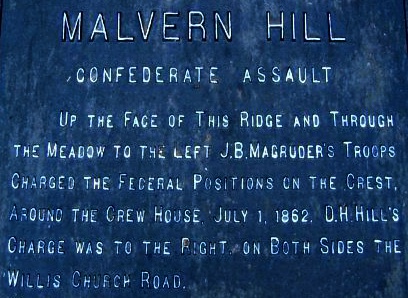 MALVERN HILL
CONFEDERATE ASSAULT
UP THE FACE OF THIS RIDGE AND THROUGH
THE MEADOW TO THE LEFT J.B.MAGRUDER'S TROOPS
CHARGED THE FEDERAL POSITIONS ON THE CREST,
AROUND THE CREW HOUSE, JULY 1, 1862. D.H.HILL'S
CHARGE WAS TO THE RIGHT, ON BOTH SIDES THE
WILLIS CHURCH ROAD.